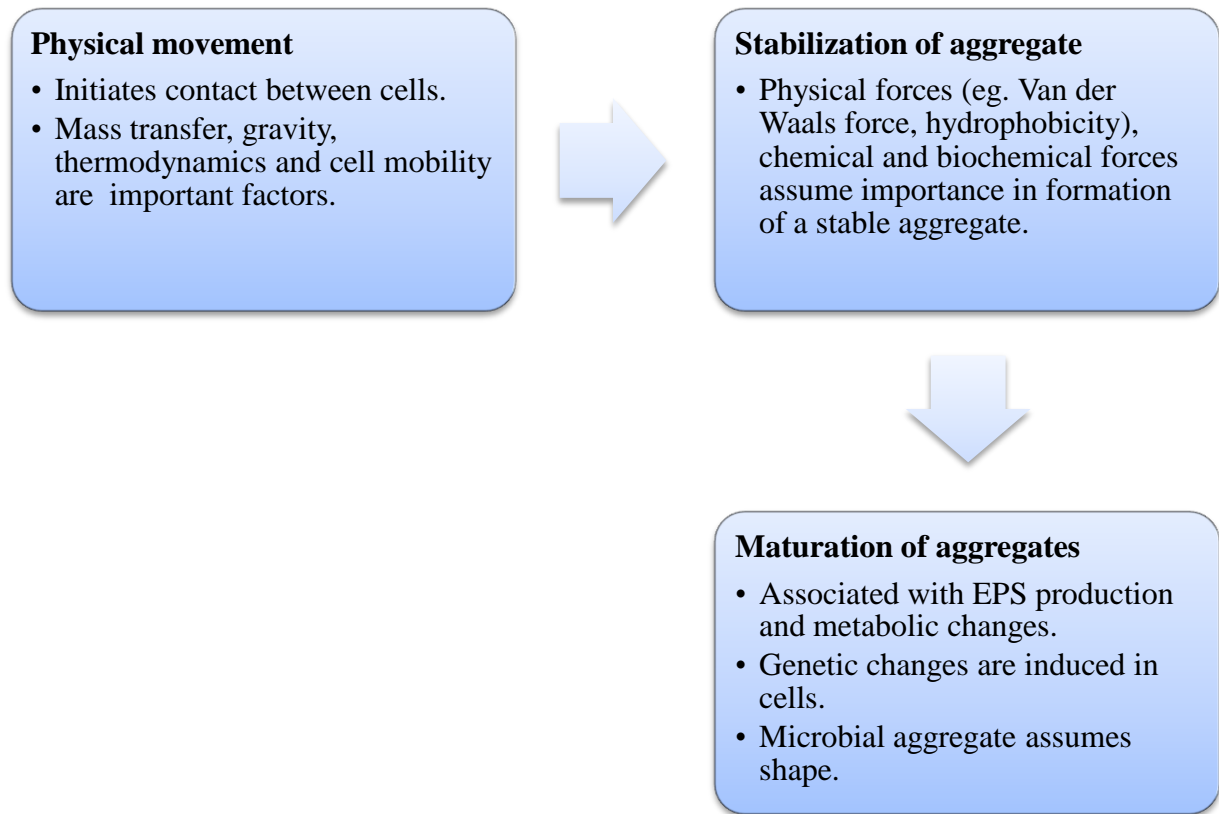 Physical movement
• Initiates contact between cells.
• Mass transfer, gravity,
thermodynamics and cell mobility
are important factors.
Stabilization of aggregate
• Physical forces (eg. Van der
Waals force, hydrophobicity),
chemical and biochemical forces
assume importance in formation
of a stable aggregate.
Maturation of aggregates
• Associated with EPS production
and metabolic changes.
• Genetic changes are induced in
cells.
• Microbial aggregate assumes
shape.